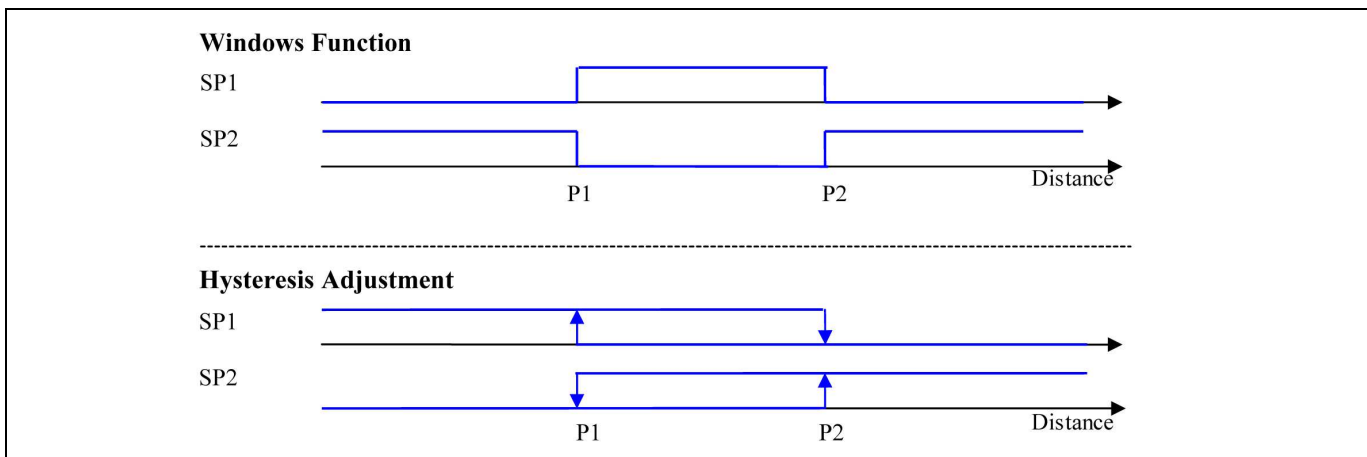 Windows Function
SP1
SP2
Distance
P1 P2
Hysteresis Adjustment
SP1
SP2
Distance
P1 P2